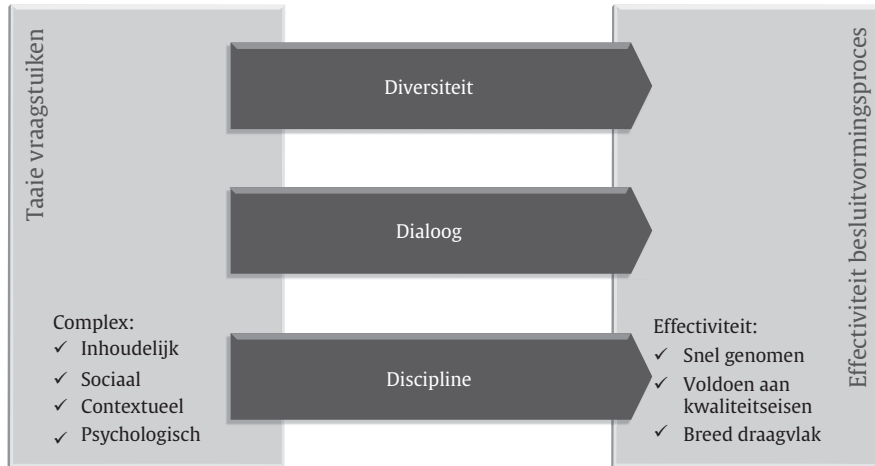 Taaie vraagstuiken
Diversiteit
Dialoog
Discipline
Complex:
✓ Inhoudelijk
✓ Sociaal
✓ Contextueel
✓ Psychologisch
Effectiviteit besluitvormingsproces
Effectiviteit:
✓ Snel genomen
✓ Voldoen aan
kwaliteitseisen
✓ Breed draagvlak